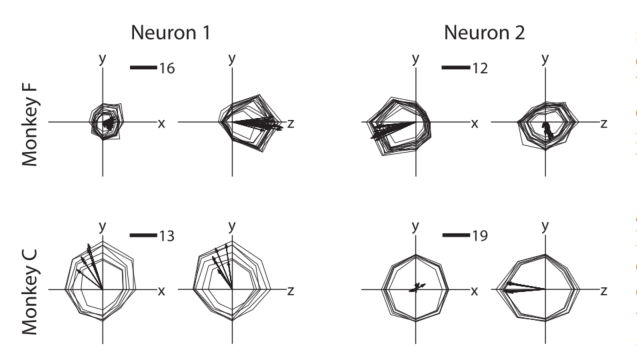 Neuron 1 Neuron 2
Monkey F
y 16 y y 12 y
x z x z
Monkey C
y 13 y y 19 y
x z x z